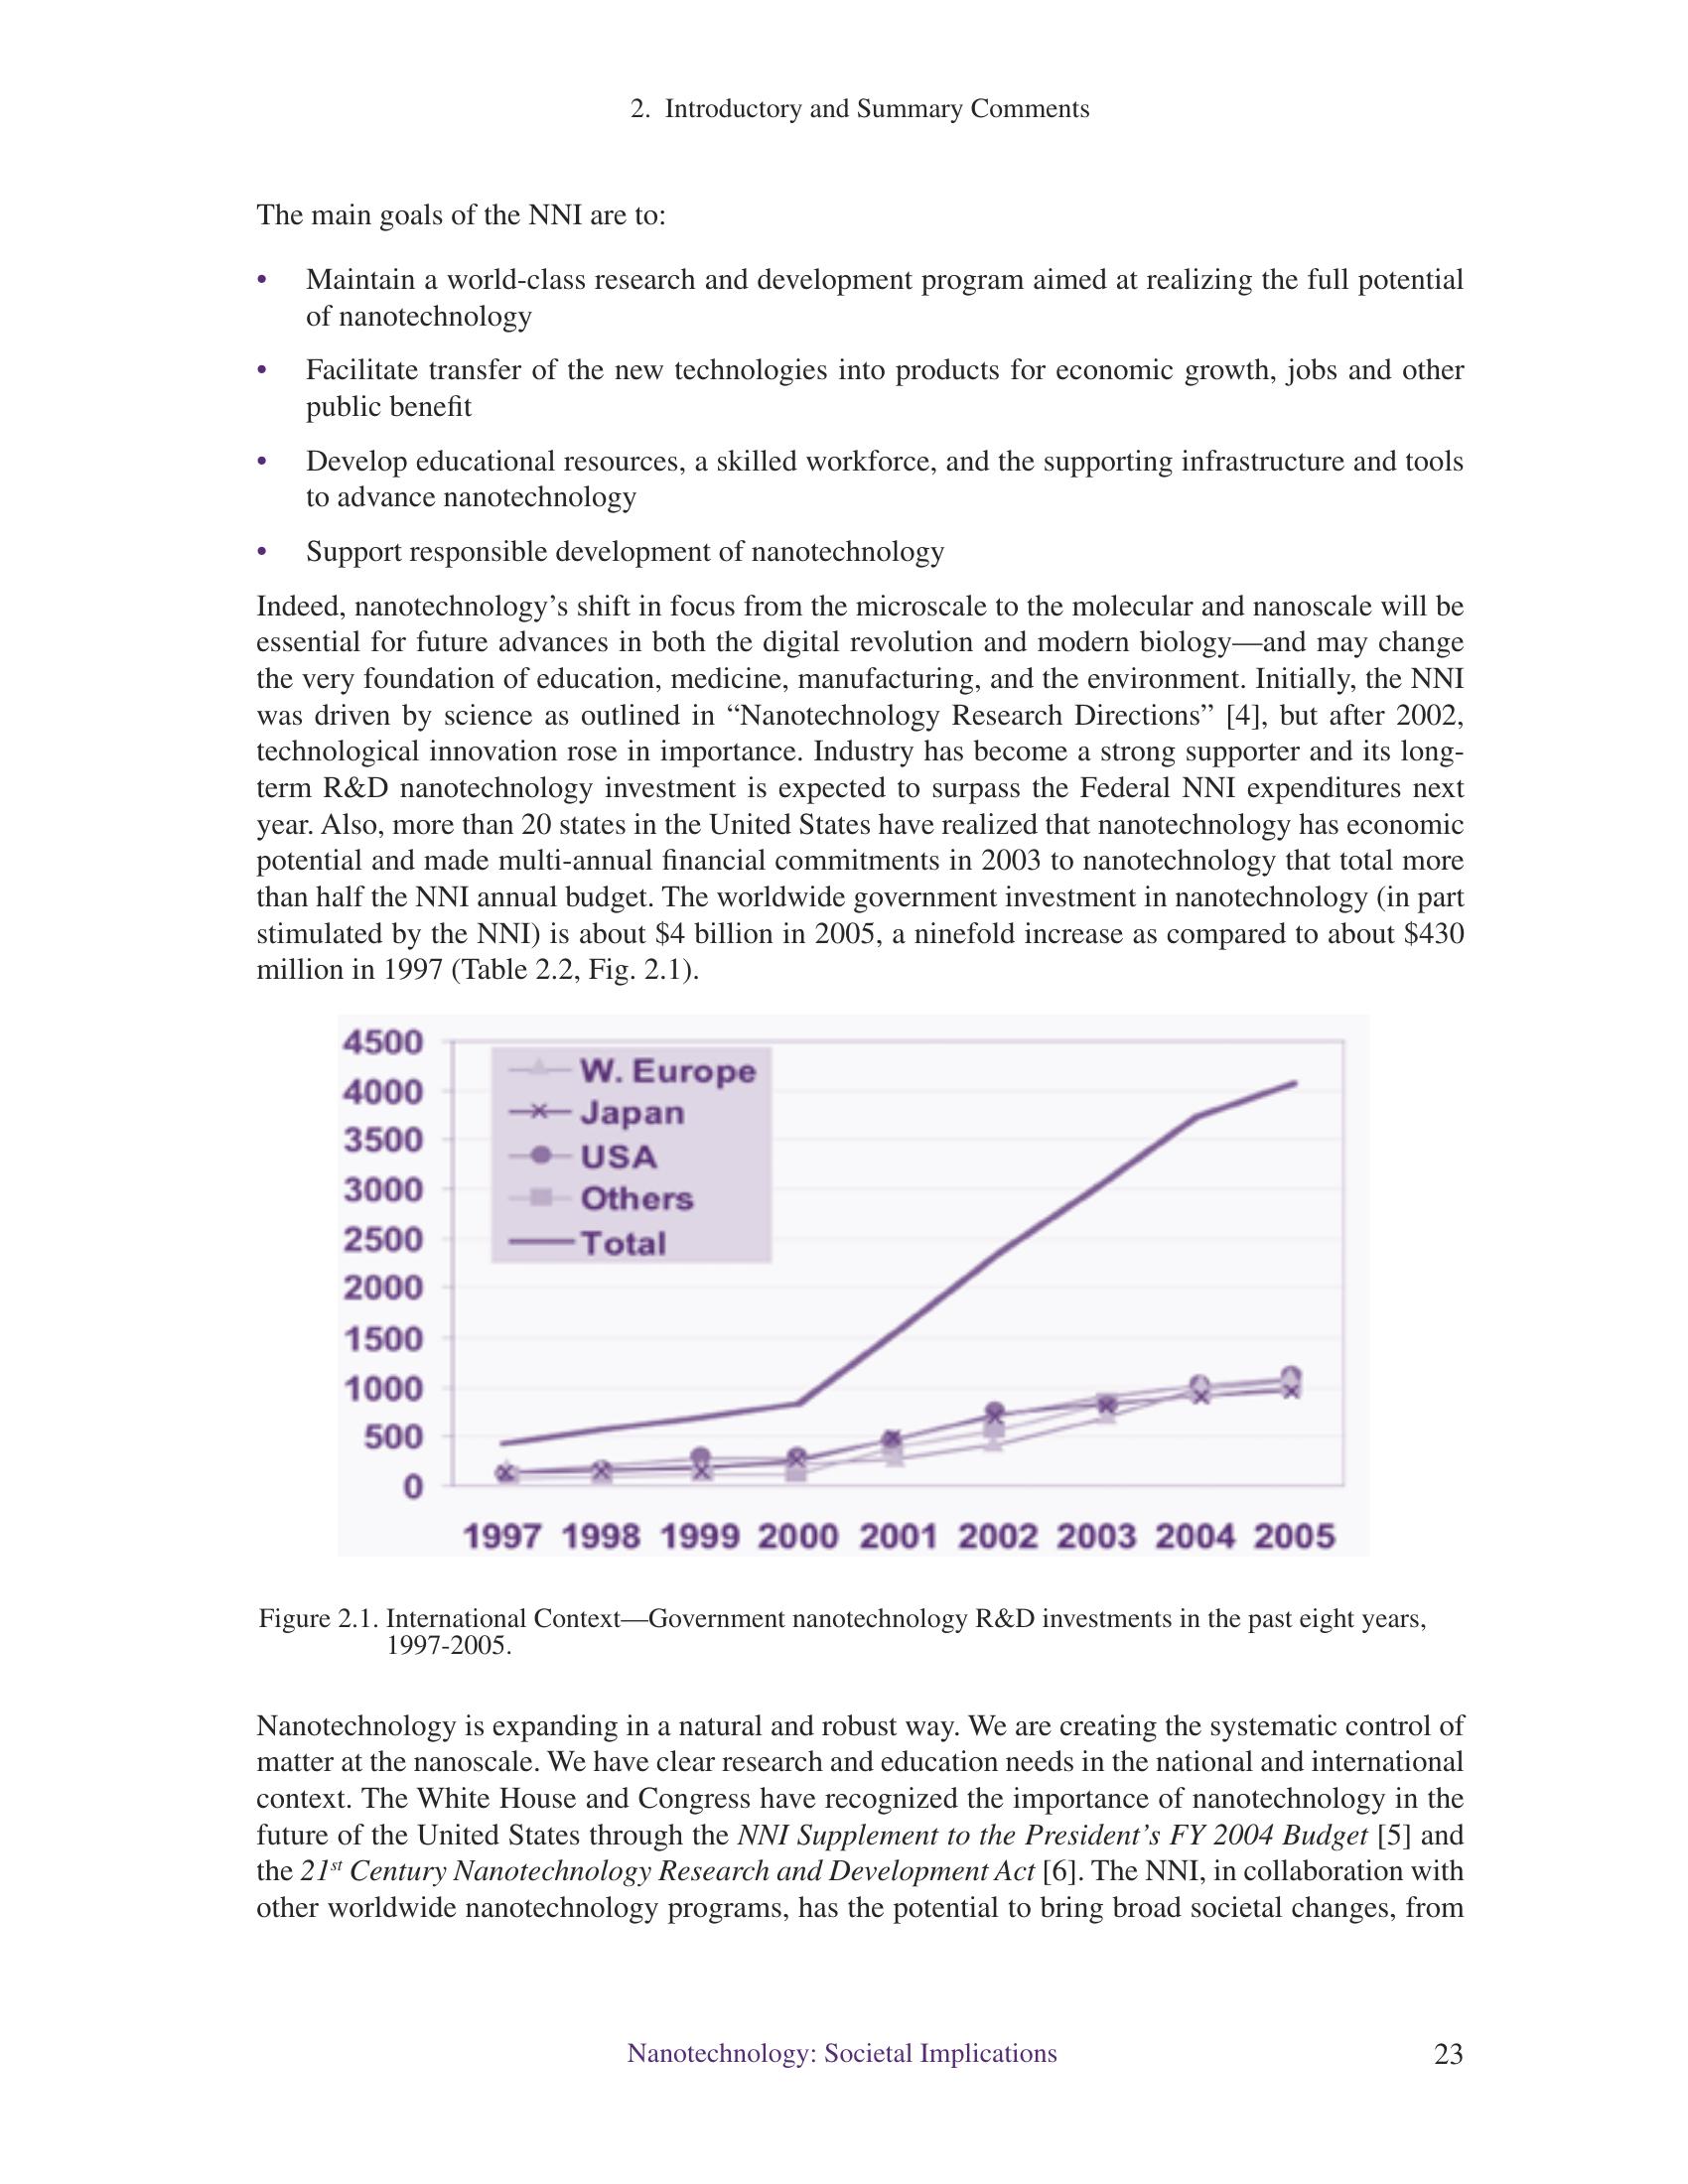 2. Introductory and Summary Comments
The main goals of the NNI are to:
• Maintain a world-class research and development program aimed at realizing the full potential
of nanotechnology
• Facilitate transfer of the new technologies into products for economic growth, jobs and other
public benefit
• Develop educational resources, a skilled workforce, and the supporting infrastructure and tools
to advance nanotechnology
• Support responsible development of nanotechnology
Indeed, nanotechnology’s shift in focus from the microscale to the molecular and nanoscale will be
essential for future advances in both the digital revolution and modern biology—and may change
the very foundation of education, medicine, manufacturing, and the environment. Initially, the NNI
was driven by science as outlined in “Nanotechnology Research Directions” [4], but after 2002,
technological innovation rose in importance. Industry has become a strong supporter and its long-
term R&D nanotechnology investment is expected to surpass the Federal NNI expenditures next
year. Also, more than 20 states in the United States have realized that nanotechnology has economic
potential and made multi-annual financial commitments in 2003 to nanotechnology that total more
than half the NNI annual budget. The worldwide government investment in nanotechnology (in part
stimulated by the NNI) is about $4 billion in 2005, a ninefold increase as compared to about $430
million in 1997 (Table 2.2, Fig. 2.1).
4500
4000
3500
3000
2500
2000
1500
1000
500
0
W. Europe
Japan
USA
Others
Total
1997 1998 1999 2000 2001 2002 2003 2004 2005
Figure 2.1. International Context—Government nanotechnology R&D investments in the past eight years,
1997-2005.
Nanotechnology is expanding in a natural and robust way. We are creating the systematic control of
matter at the nanoscale. We have clear research and education needs in the national and international
context. The White House and Congress have recognized the importance of nanotechnology in the
future of the United States through the NNI Supplement to the President’s FY 2004 Budget [5] and
the 21st Century Nanotechnology Research and Development Act [6]. The NNI, in collaboration with
other worldwide nanotechnology programs, has the potential to bring broad societal changes, from
Nanotechnology: Societal Implications
23